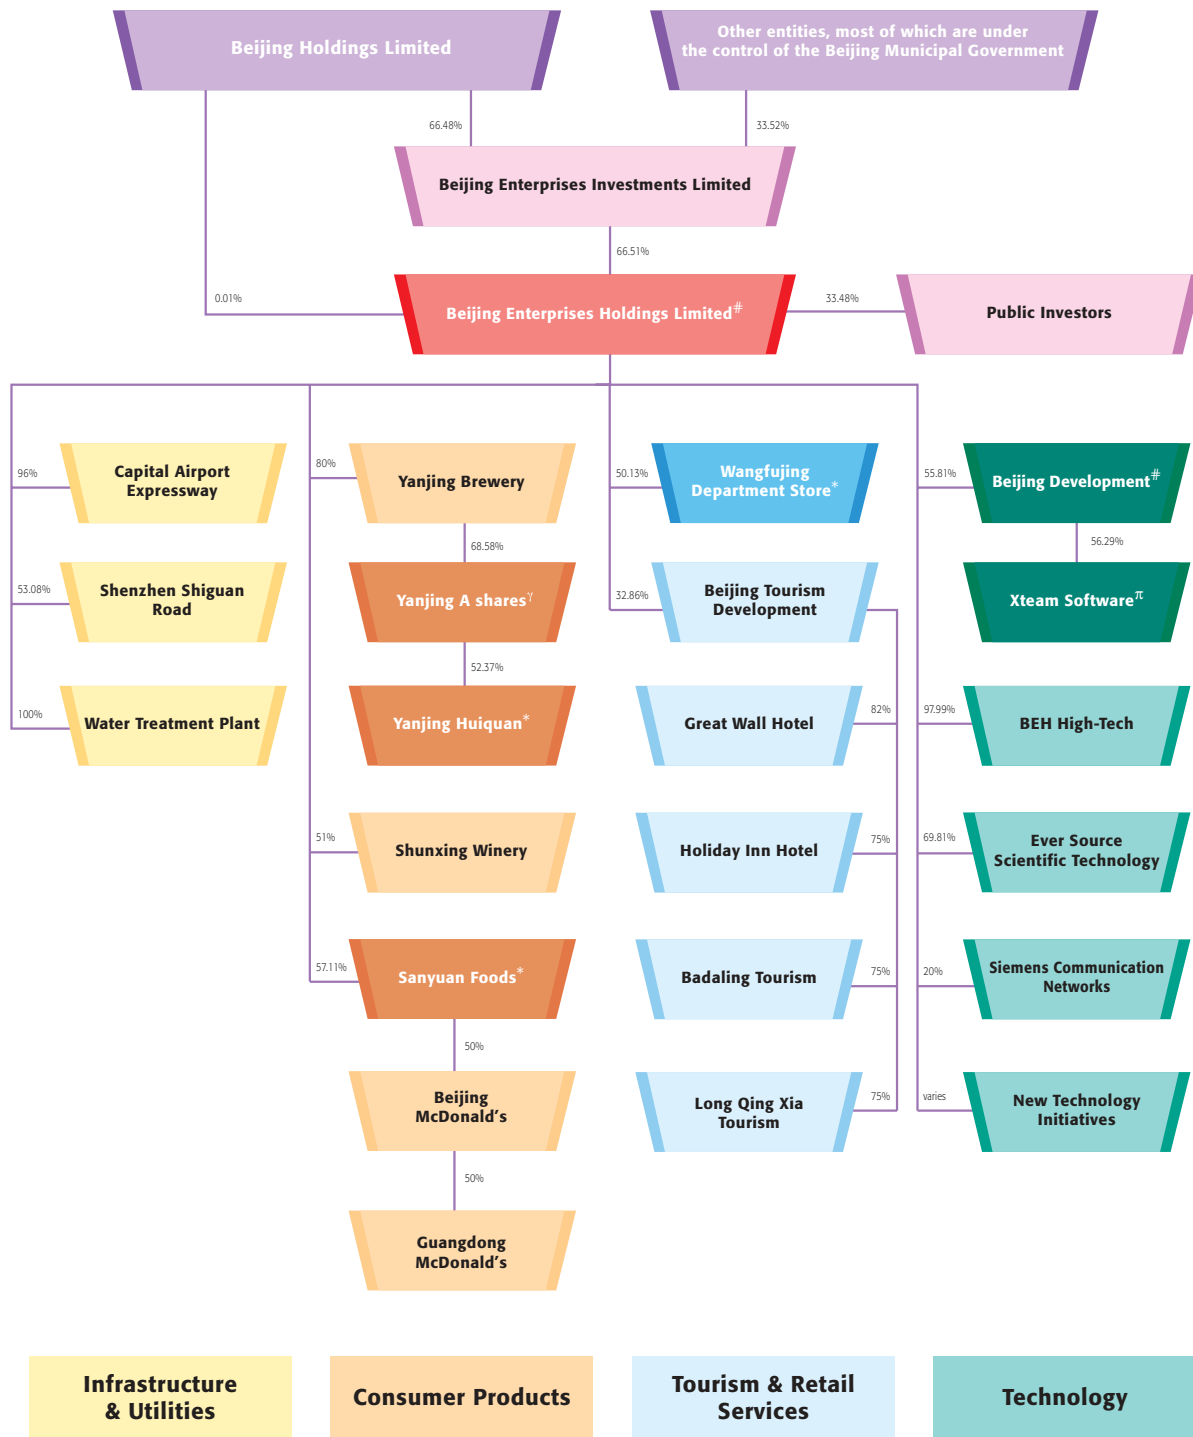 Beijing Holdings Limited
Other entities, most of which are under
the control of the Beijing Municipal Government
66.48%
33.52%
Beijing Enterprises Investments Limited
66.51%
0.01%
Beijing Enterprises Holdings Limited#
33.48%
Public Investors
96%
Capital Airport
Expressway
53.08%
Shenzhen Shiguan
Road
100%
Water Treatment Plant
80%
Yanjing Brewery
68.58%
Yanjing A sharesγ
52.37%
Yanjing Huiquan*
51%
Shunxing Winery
57.11%
Sanyuan Foods*
50%
Beijing
McDonald's
50%
Guangdong
McDonald's
50.13%
Wangfujing
Department Store*
32.86%
Beijing Tourism
Development
Great Wall Hotel
82%
Holiday Inn Hotel
75%
Badaling Tourism
75%
Long Qing Xia
Tourism
75%
55.81%
Beijing Development#
56.29%
Xteam Softwareπ
97.99%
BEH High-Tech
69.81%
Ever Source
Scientific Technology
20%
Siemens Communication
Networks
varies
New Technology
Initiatives
Infrastructure
& Utilities
Consumer Products
Tourism & Retail
Services
Technology